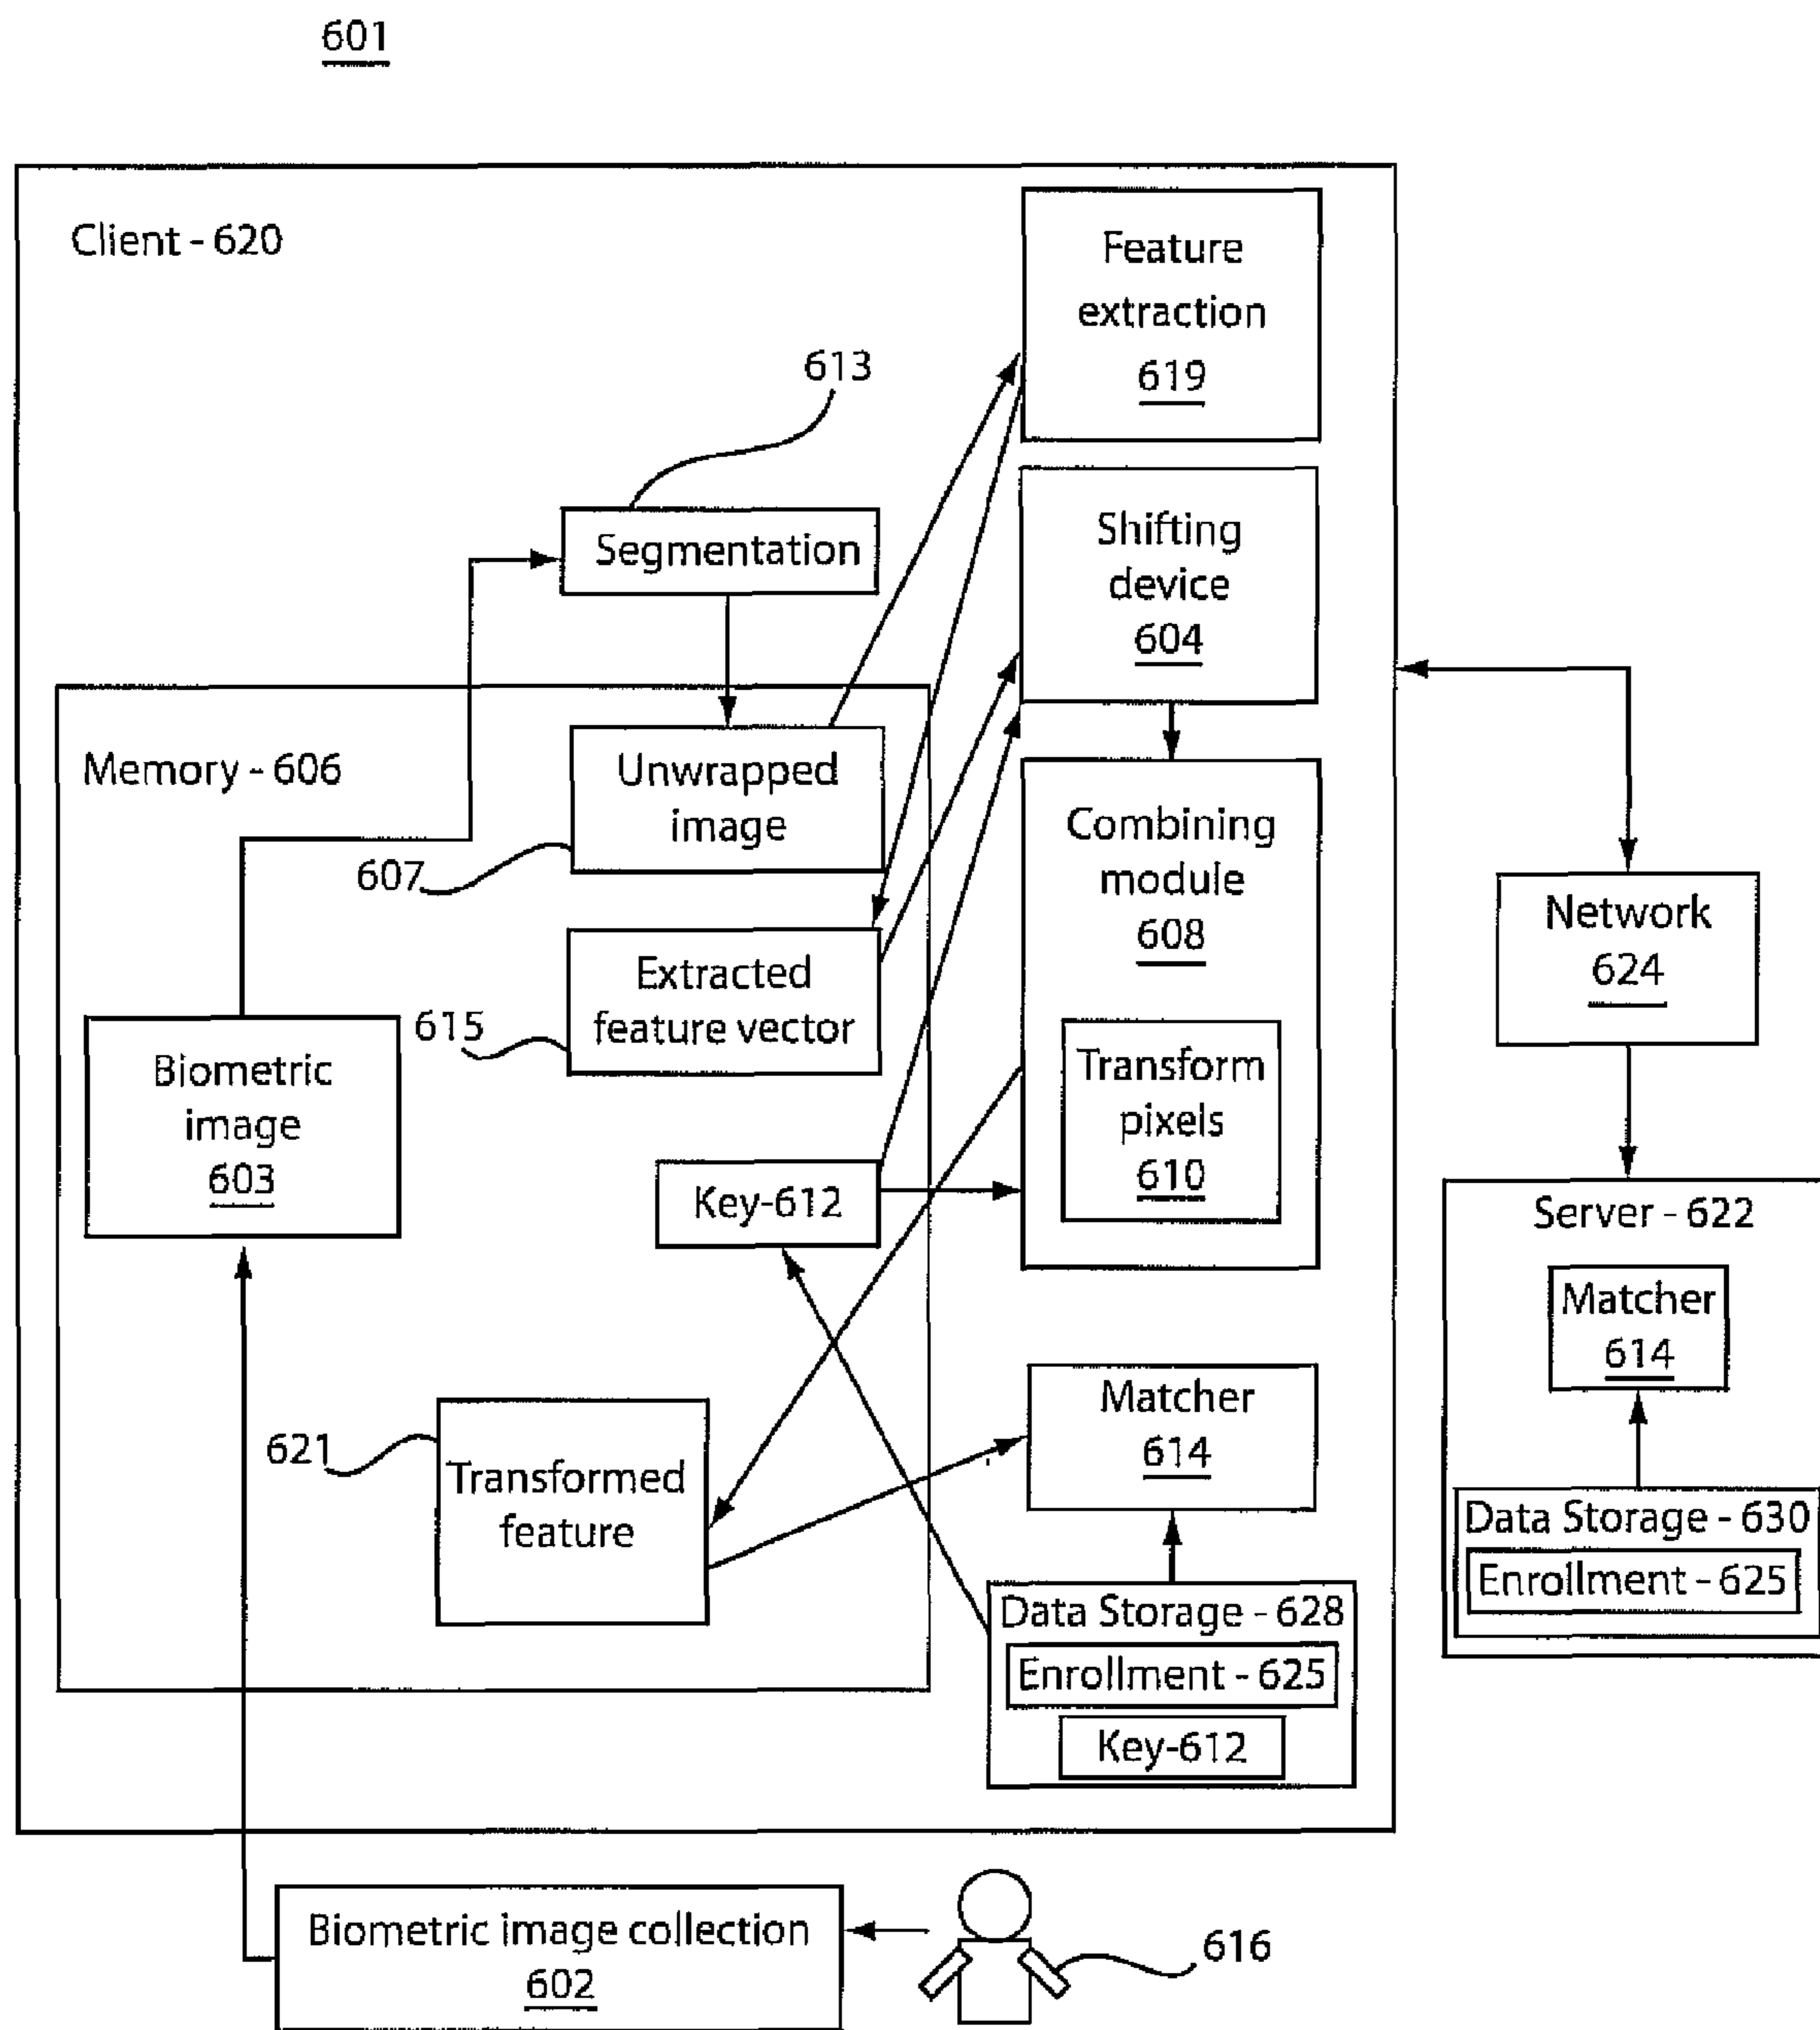 601
Client - 620
Feature
extraction
619
613
Segmentation
Shifting
device
604
Memory - 606
Unwrapped
image
607
Combining
module
608
Network
624
Extracted
feature vector
615
Biometric
image
603
Transform
pixels
610
Key-612
Server - 622
Matcher
614
Matcher
614
621
Transformed
feature
Data Storage - 630
Enrollment - 625
Data Storage - 628
Enrollment - 625
Key-612
Biometric image collection
602
616